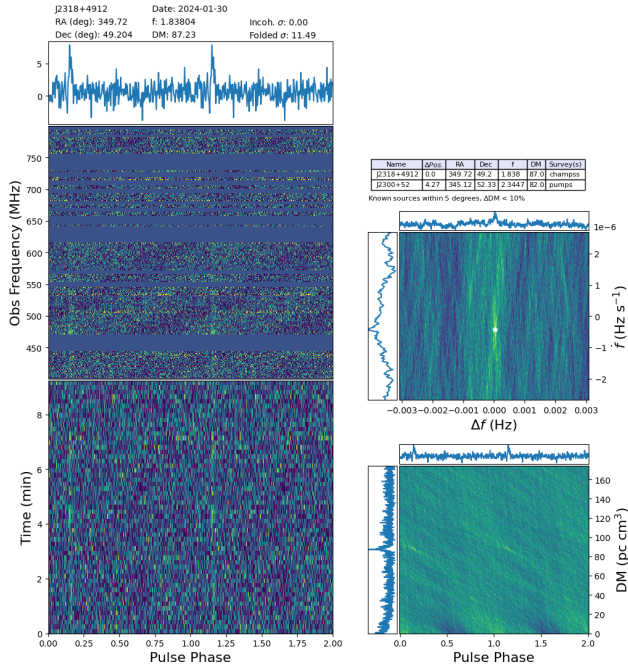 J2318+4912 Date: 2024-01-30
RA (deg): 349.72 f: 1.83804 Incoh. σ: 0.00
Dec (deg): 49.204 DM: 87.23 Folded σ: 11.49
5
0
Obs Frequency (MHz)
750
700
650
600
550
500
450
Time (min)
8
6
4
2
0
0.00 0.25 0.50 0.75 1.00 1.25 1.50 1.75 2.00
Pulse Phase
Name ΔPos. RA Dec f DM Survey(s)
J2318+4912 0.0 349.72 49.2 1.838 87.0 champss
J2300+52 4.27 345.12 52.33 2.3447 82.0 pumps
Known sources within 5 degrees, ΔDM < 10%
1e−6
2
1
0
−1
−2
ḟ (Hz s⁻¹)
−0.003 −0.002 −0.001 0.000 0.001 0.002 0.003
Δf (Hz)
160
140
120
100
80
60
40
20
0
DM (pc cm³)
0.0 0.5 1.0 1.5 2.0
Pulse Phase